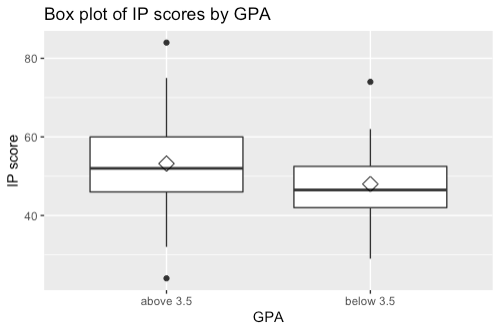 Box plot of IP scores by GPA
80
60
40
IP score
above 3.5
below 3.5
GPA